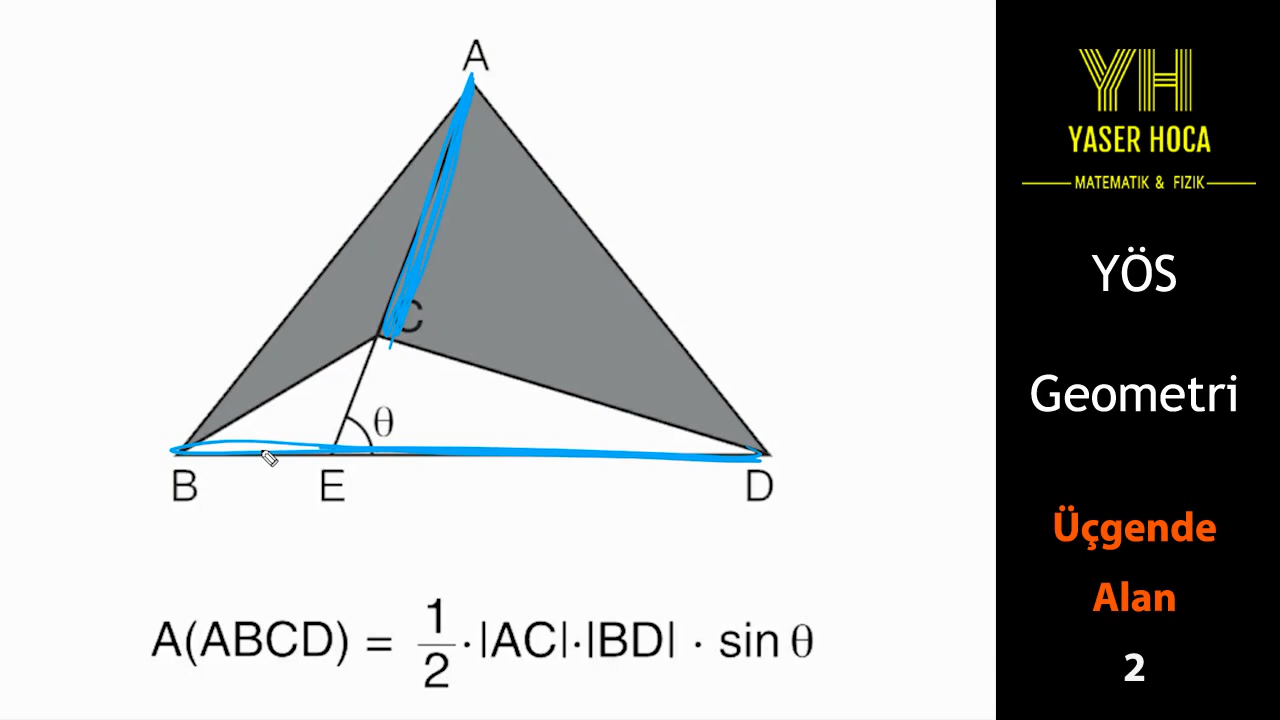 A
C
θ
B E D
A(ABCD) = 1/2 · |AC|·|BD| · sin θ
YH
YASER HOCA
MATEMATIK & FIZIK
YÖS
Geometri
Üçgende
Alan
2